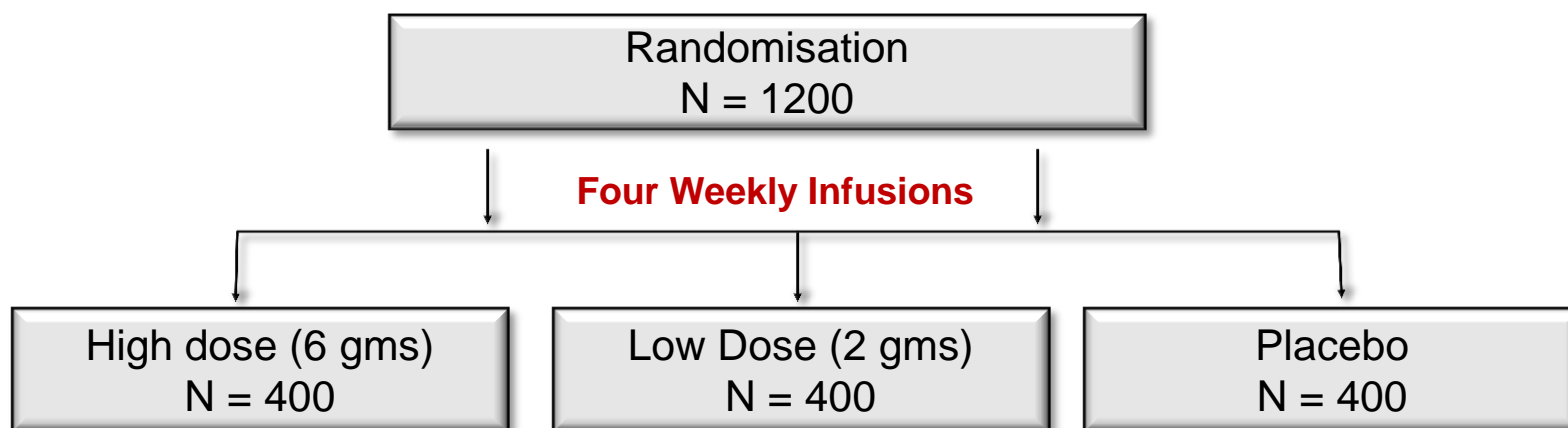 Randomisation
N = 1200
Four Weekly Infusions
High dose (6 gms)
N = 400
Low Dose (2 gms)
N = 400
Placebo
N = 400